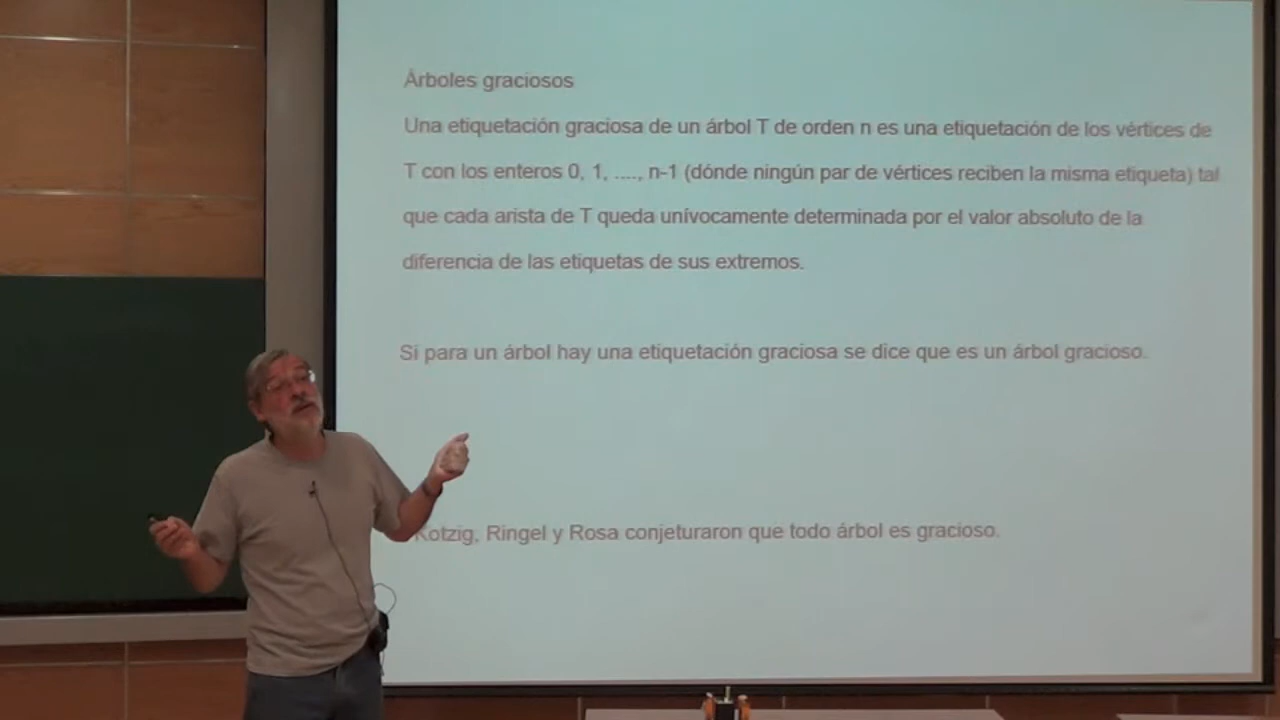 Árboles graciosos
Una etiquetación graciosa de un árbol T de orden n es una etiquetación de los vértices de
T con los enteros 0, 1, ...., n-1 (dónde ningún par de vértices reciben la misma etiqueta) tal
que cada arista de T queda unívocamente determinada por el valor absoluto de la
diferencia de las etiquetas de sus extremos.
Si para un árbol hay una etiquetación graciosa se dice que es un árbol gracioso.
Kotzig, Ringel y Rosa conjeturaron que todo árbol es gracioso.